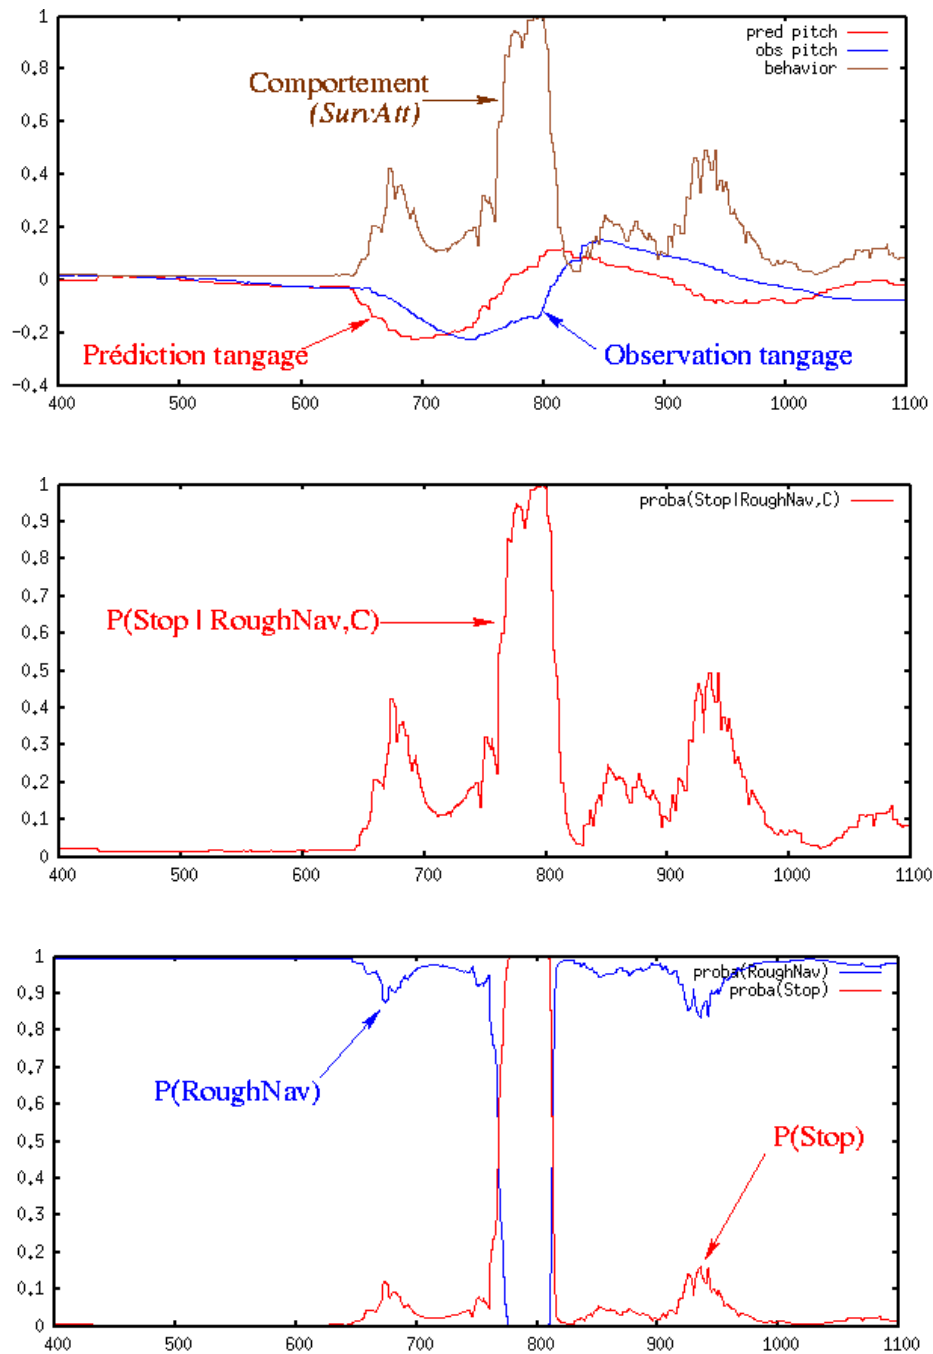 1
0.8
0.6
0.4
0.2
0
-0.2
-0.4
pred pitch
obs pitch
behavior
Comportement
(Surv.Att)
Prédiction tangage
Observation tangage
400 500 600 700 800 900 1000 1100
1
0.9
0.8
0.7
0.6
0.5
0.4
0.3
0.2
0.1
0
proba(Stop|RoughNav,C)
P(Stop | RoughNav,C)
400 500 600 700 800 900 1000 1100
1
0.9
0.8
0.7
0.6
0.5
0.4
0.3
0.2
0.1
0
proba(RoughNav)
proba(Stop)
P(RoughNav)
P(Stop)
400 500 600 700 800 900 1000 1100